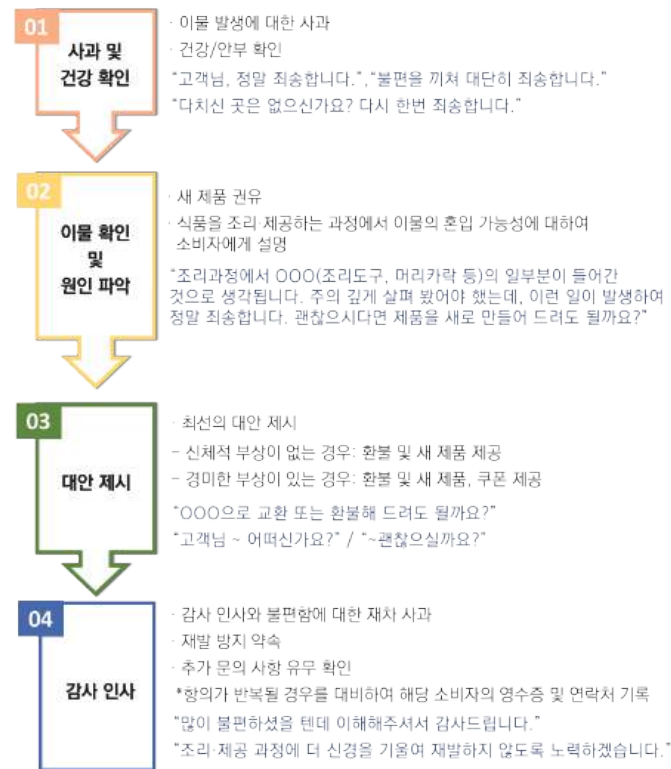 01
사과 및
건강 확인
· 이물 발생에 대한 사과
· 건강/안부 확인
“고객님, 정말 죄송합니다.”,“불편을 끼쳐 대단히 죄송합니다.”
“다치신 곳은 없으신가요? 다시 한번 죄송합니다.”
02
이물 확인
및
원인 파악
· 새 제품 권유
· 식품을 조리·제공하는 과정에서 이물의 혼입 가능성에 대하여
소비자에게 설명
“조리과정에서 OOO(조리도구, 머리카락 등)의 일부분이 들어간
것으로 생각됩니다. 주의 깊게 살펴 봤어야 했는데, 이런 일이 발생하여
정말 죄송합니다. 괜찮으시다면 제품을 새로 만들어 드려도 될까요?”
03
대안 제시
· 최선의 대안 제시
– 신체적 부상이 없는 경우: 환불 및 새 제품 제공
– 경미한 부상이 있는 경우: 환불 및 새 제품, 쿠폰 제공
“OOO으로 교환 또는 환불해 드려도 될까요?”
“고객님 ~ 어떠신가요?” / “~괜찮으실까요?”
04
감사 인사
· 감사 인사와 불편함에 대한 재차 사과
· 재발 방지 약속
· 추가 문의 사항 유무 확인
*항의가 반복될 경우를 대비하여 해당 소비자의 영수증 및 연락처 기록
“많이 불편하셨을 텐데 이해해주셔서 감사드립니다.”
“조리·제공 과정에 더 신경을 기울여 재발하지 않도록 노력하겠습니다.”